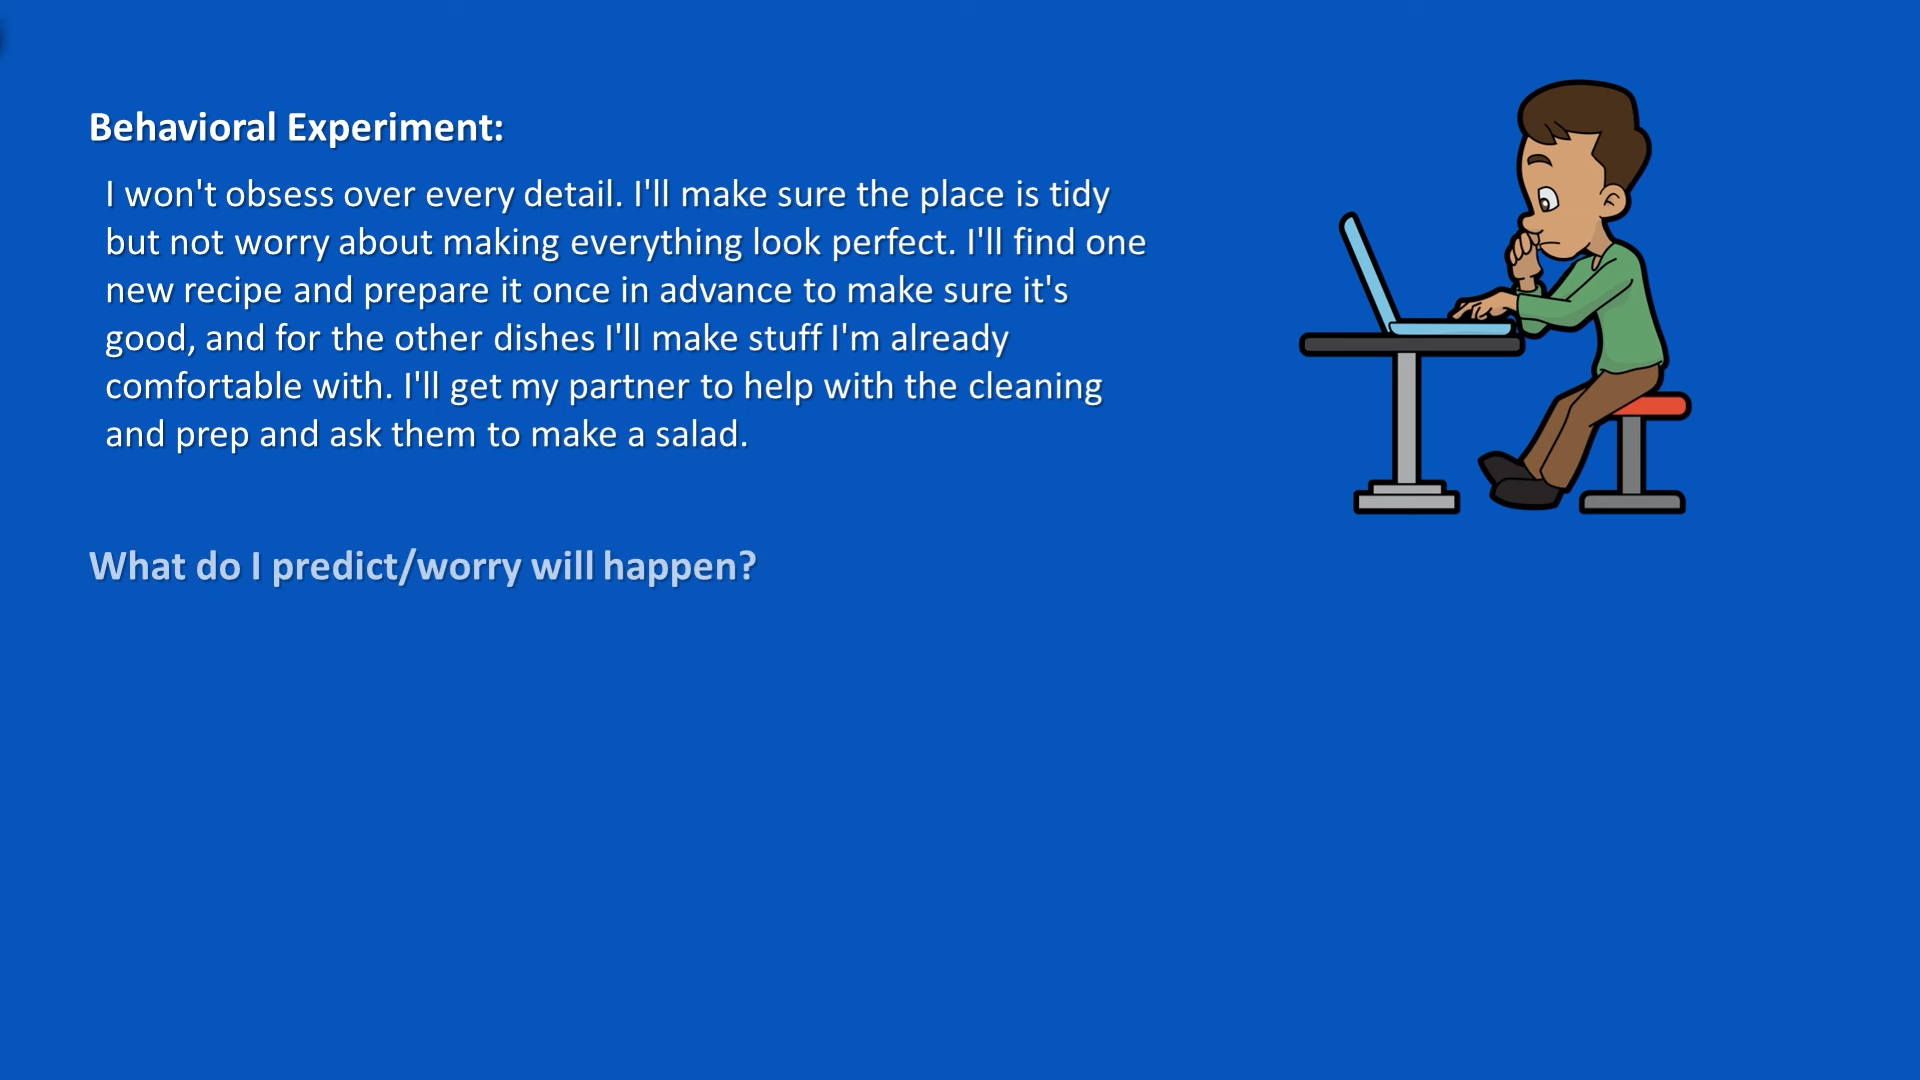 Behavioral Experiment:
I won't obsess over every detail. I'll make sure the place is tidy
but not worry about making everything look perfect. I'll find one
new recipe and prepare it once in advance to make sure it's
good, and for the other dishes I'll make stuff I'm already
comfortable with. I'll get my partner to help with the cleaning
and prep and ask them to make a salad.
What do I predict/worry will happen?